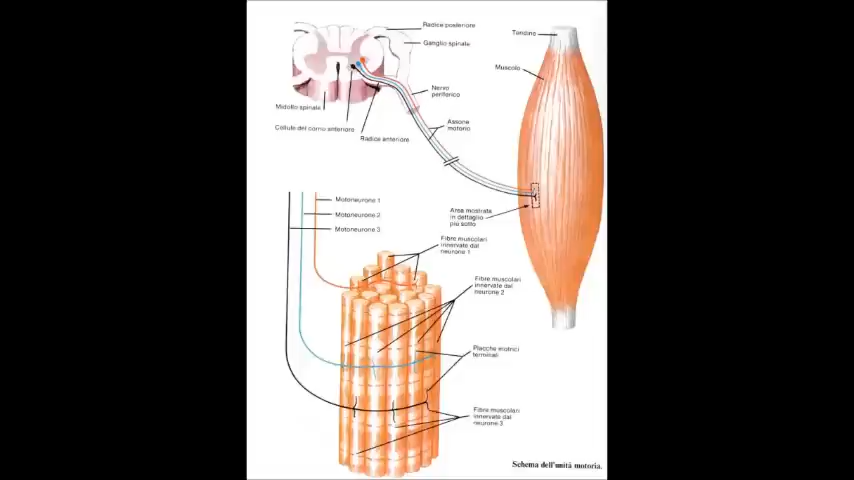 Radice posteriore
Ganglio spinale
Tendine
Muscolo
Nervo
periferico
Midollo spinale
Assone
motorio
Cellule del corno anteriore
Radice anteriore
Motoneurone 1
Motoneurone 2
Motoneurone 3
Area mostrata
in dettaglio
più sotto
Fibre muscolari
innervate dal
neurone 1
Fibre muscolari
innervate dal
neurone 2
Placche motrici
terminali
Fibre muscolari
innervate dal
neurone 3
Schema dell'unità motoria.